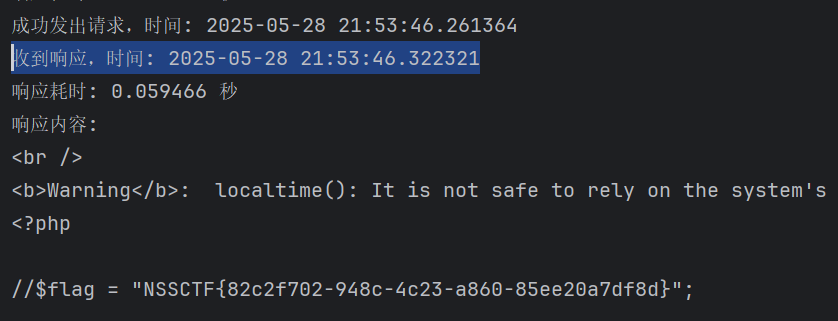 成功发出请求，时间: 2025-05-28 21:53:46.261364
收到响应，时间: 2025-05-28 21:53:46.322321
响应耗时: 0.059466 秒
响应内容:
<br />
<b>Warning</b>:  localtime(): It is not safe to rely on the system's
<?php
//$flag = "NSSCTF{82c2f702-948c-4c23-a860-85ee20a7df8d}";